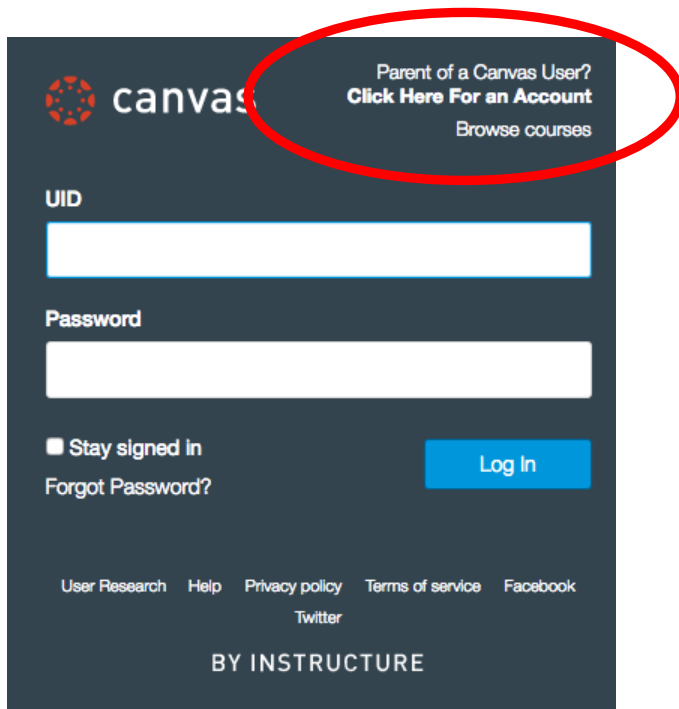 canvas
Parent of a Canvas User?
Click Here For an Account
Browse courses
UID
Password
Stay signed in
Log In
Forgot Password?
User Research Help Privacy policy Terms of service Facebook
Twitter
BY INSTRUCTURE